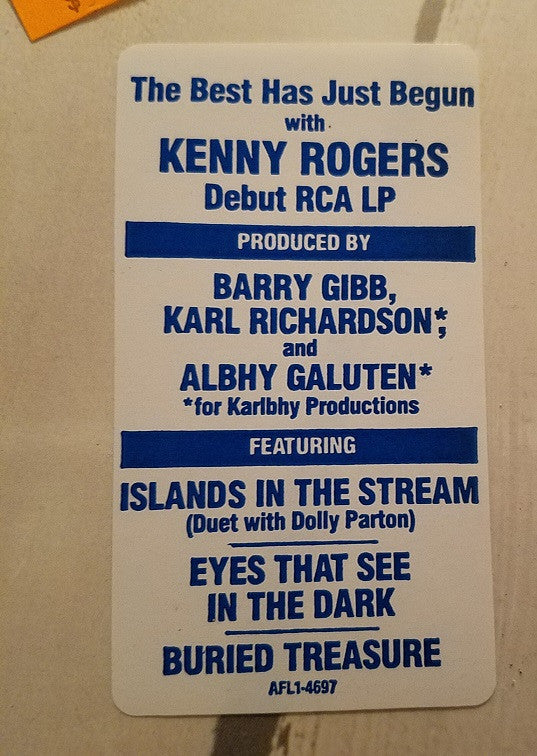 The Best Has Just Begun
with
KENNY ROGERS
Debut RCA LP
PRODUCED BY
BARRY GIBB,
KARL RICHARDSON*,
and
ALBHY GALUTEN*
*for Karlbhy Productions
FEATURING
ISLANDS IN THE STREAM
(Duet with Dolly Parton)
EYES THAT SEE
IN THE DARK
BURIED TREASURE
AFL1-4697